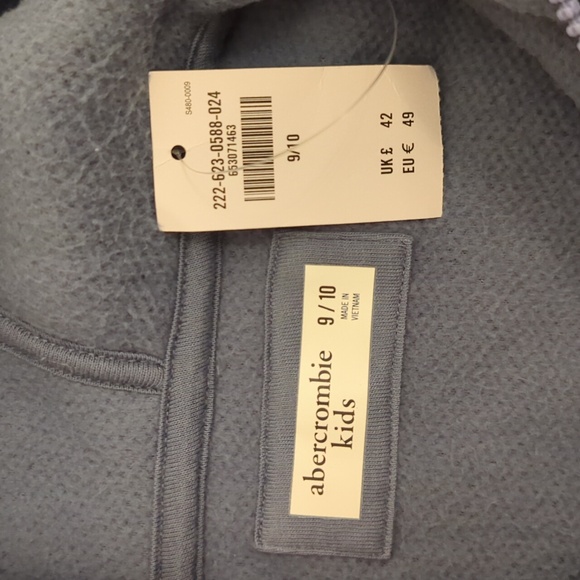 S480-0009
222-623-0588-024
653071463
9/10
UK £ 42
EU € 49
abercrombie
kids
9 / 10
MADE IN
VIETNAM